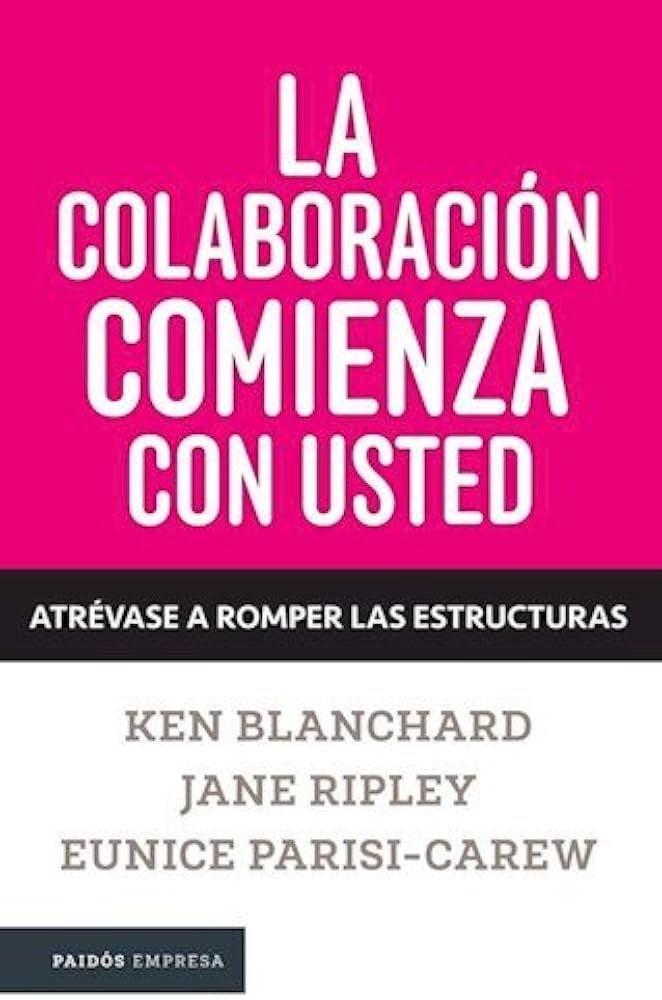 LA
COLABORACIÓN
COMIENZA
CON USTED
ATRÉVASE A ROMPER LAS ESTRUCTURAS
KEN BLANCHARD
JANE RIPLEY
EUNICE PARISI-CAREW
PAIDÓS EMPRESA